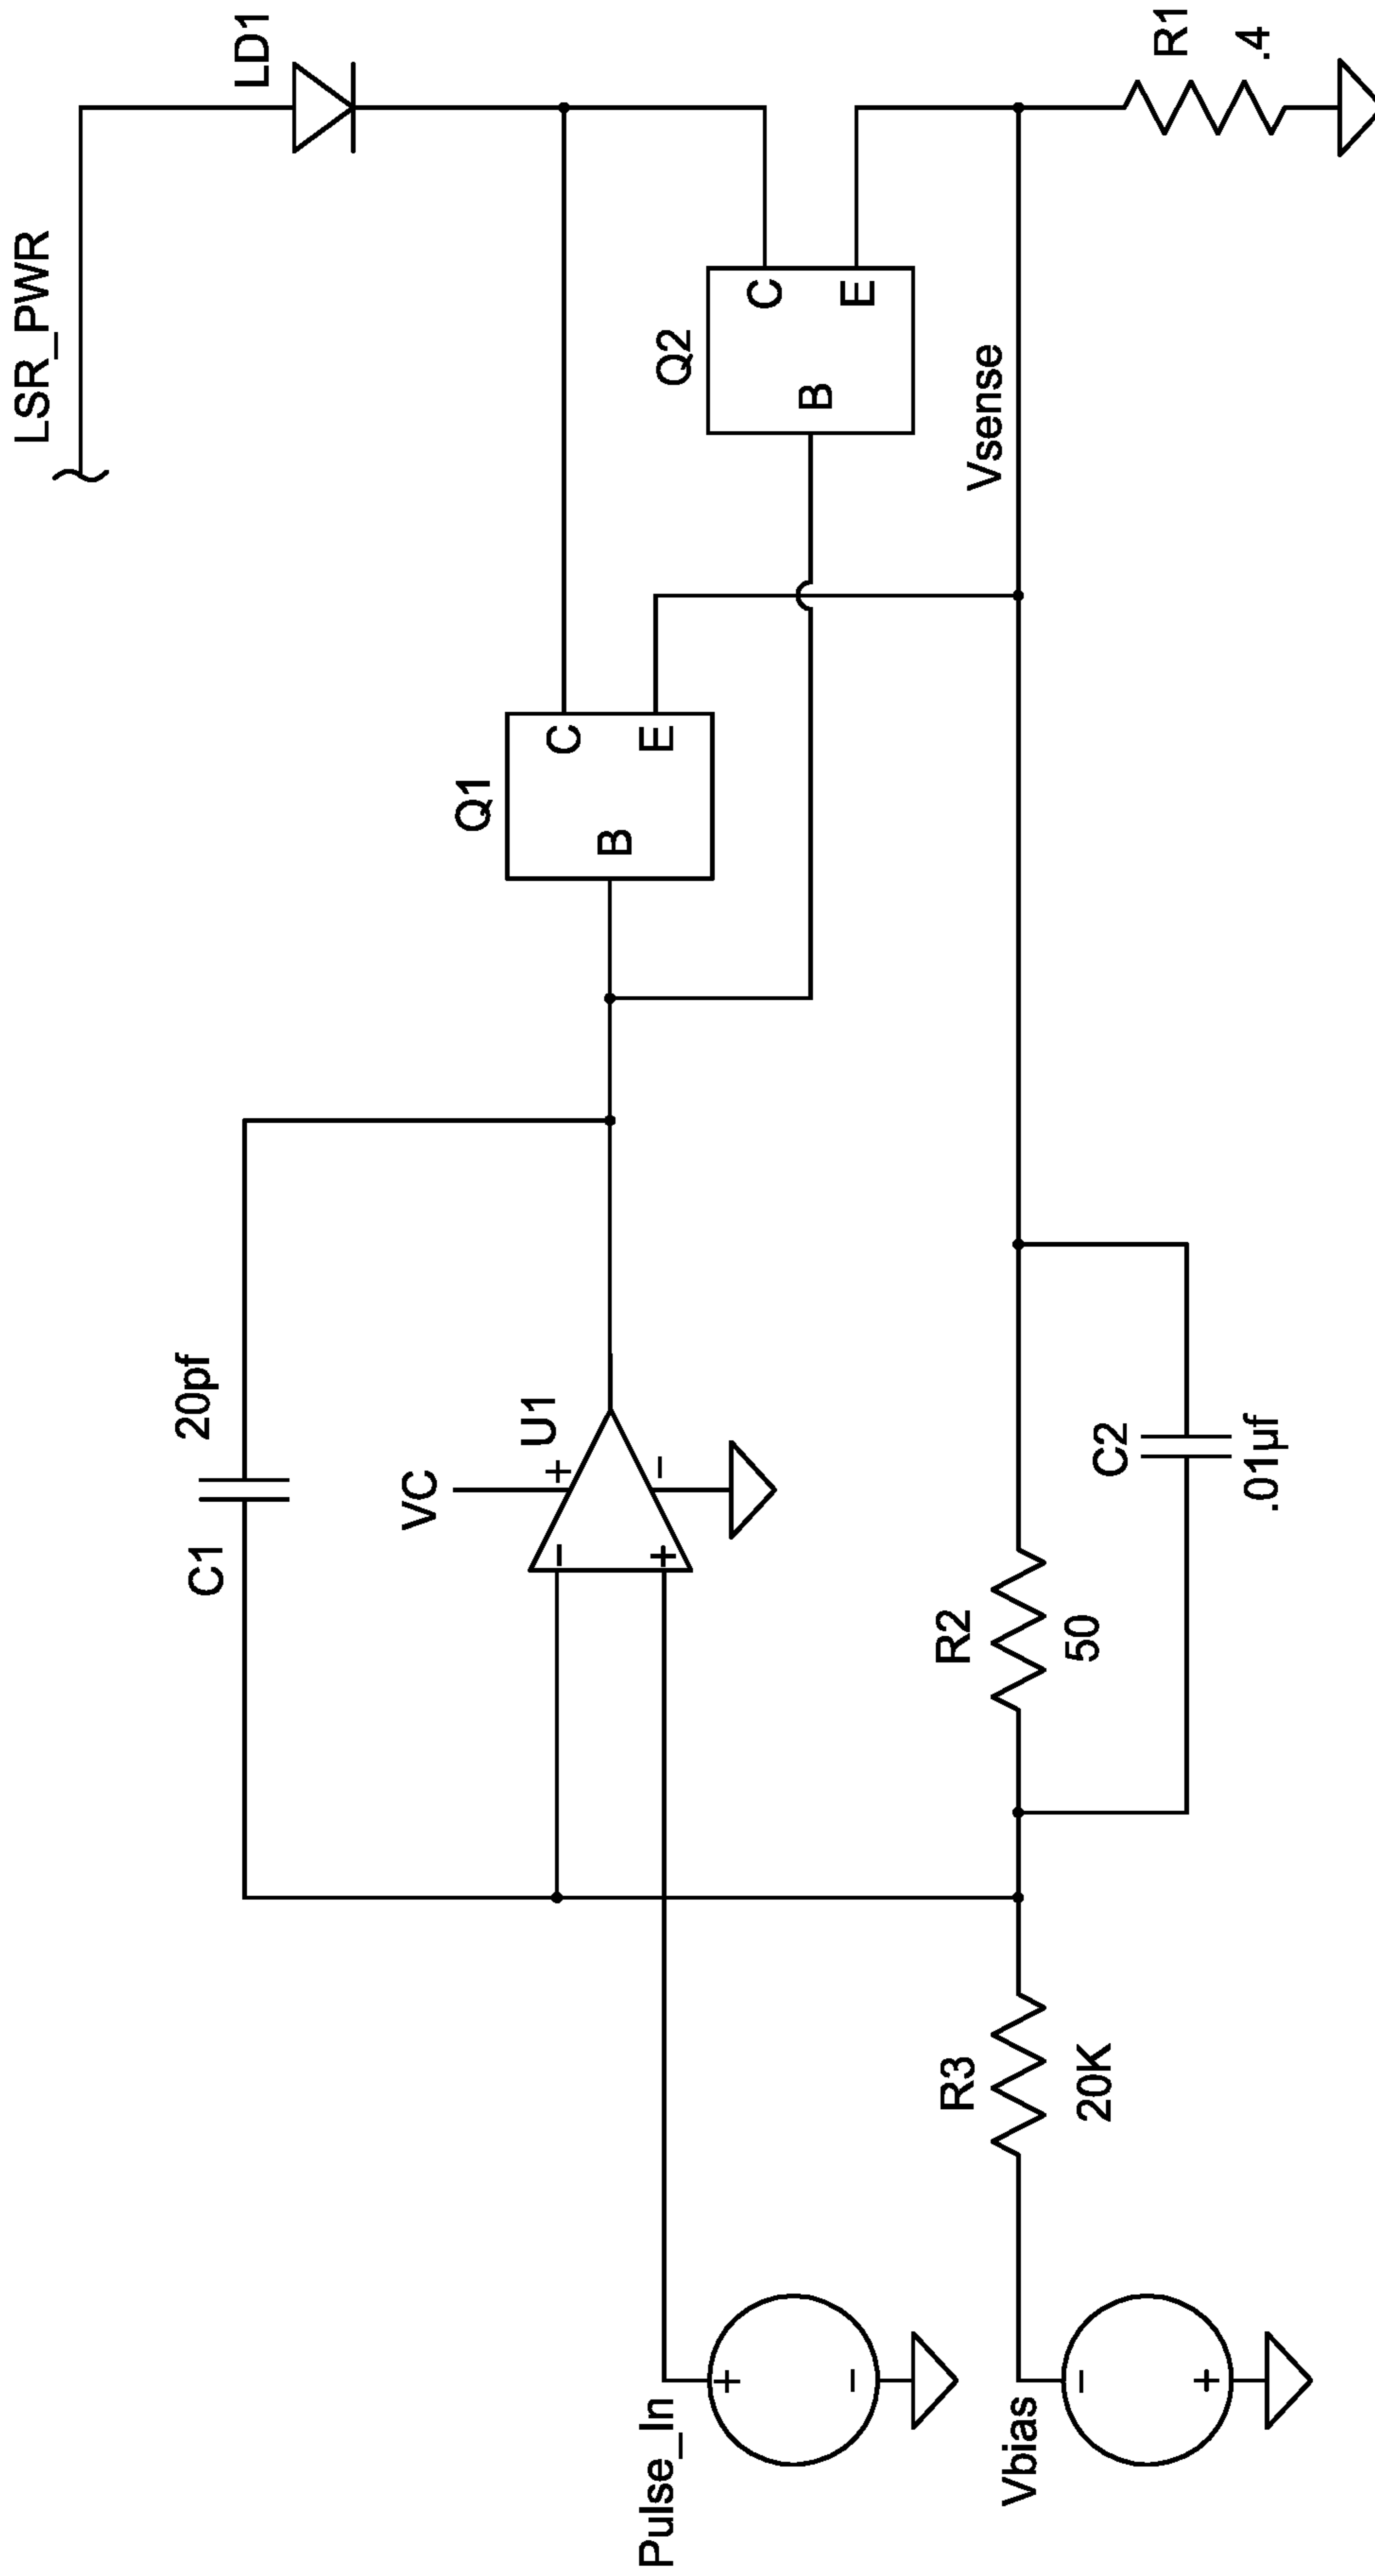 LSR_PWR
LD1
C1
20pf
VC
U1
+
−
−
+
Q1
C
B
E
Q2
C
B
E
Vsense
R1
.4
R2
50
C2
.01µf
R3
20K
Pulse_In
+
−
Vbias
−
+